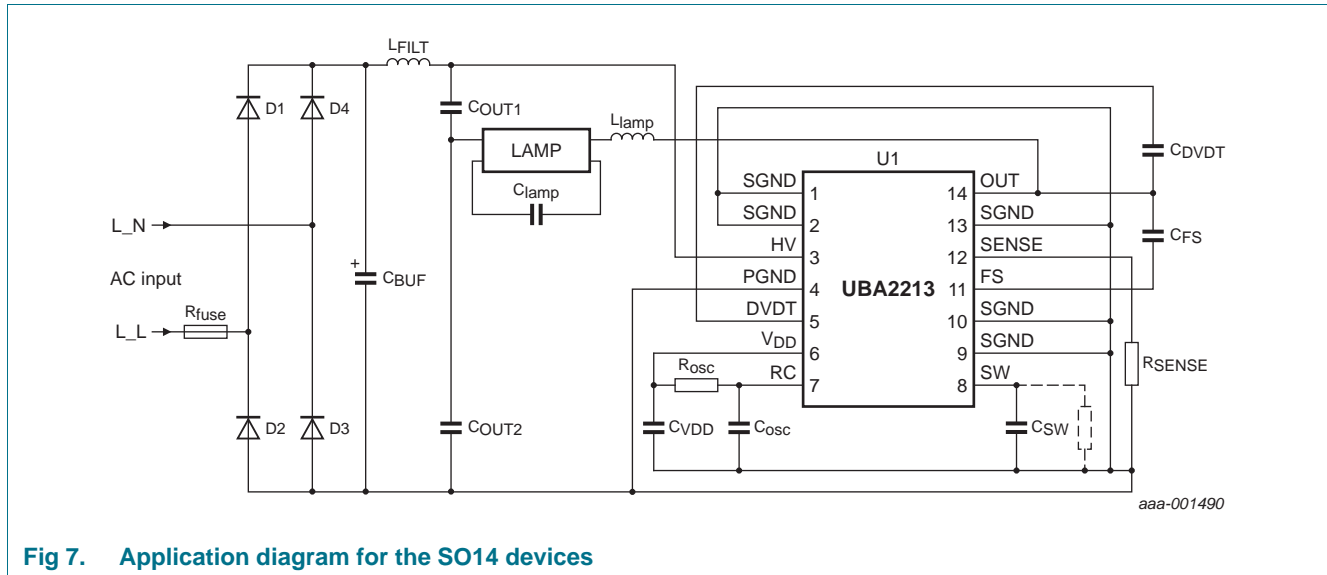 LFILT
D1
D4
COUT1
Llamp
LAMP
Clamp
CDVDT
U1
SGND 1
14 OUT
SGND 2
13 SGND
CFS
L_N
HV 3
12 SENSE
AC input
+
CBUF
PGND 4
UBA2213
11 FS
L_L
Rfuse
DVDT 5
10 SGND
VDD 6
9 SGND
Rosc
RC 7
8 SW
RSENSE
D2
D3
COUT2
CVDD
Cosc
CSW
aaa-001490
Fig 7. Application diagram for the SO14 devices